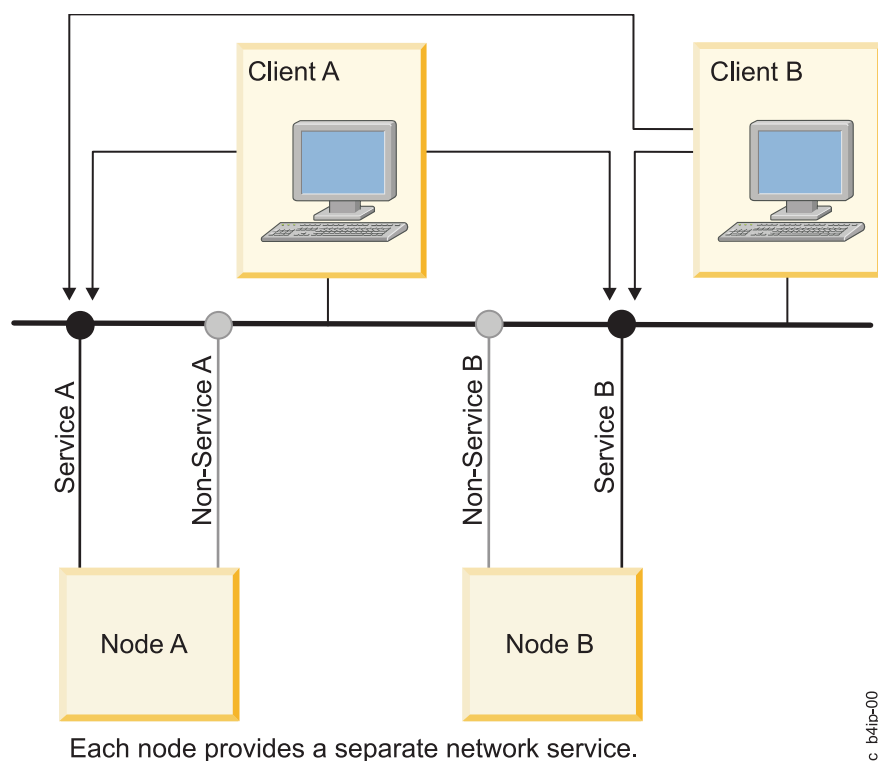 Client A
Client B
Service A
Non-Service A
Non-Service B
Service B
Node A
Node B
Each node provides a separate network service.
c_b4ip-00